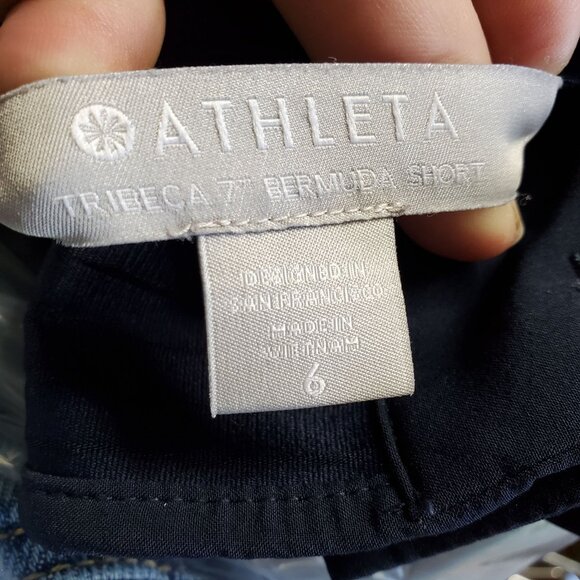 ATHLETA
TRIBECA 7" BERMUDA SHORT
DESIGNED IN
SAN FRANCISCO
MADE IN
VIETNAM
6